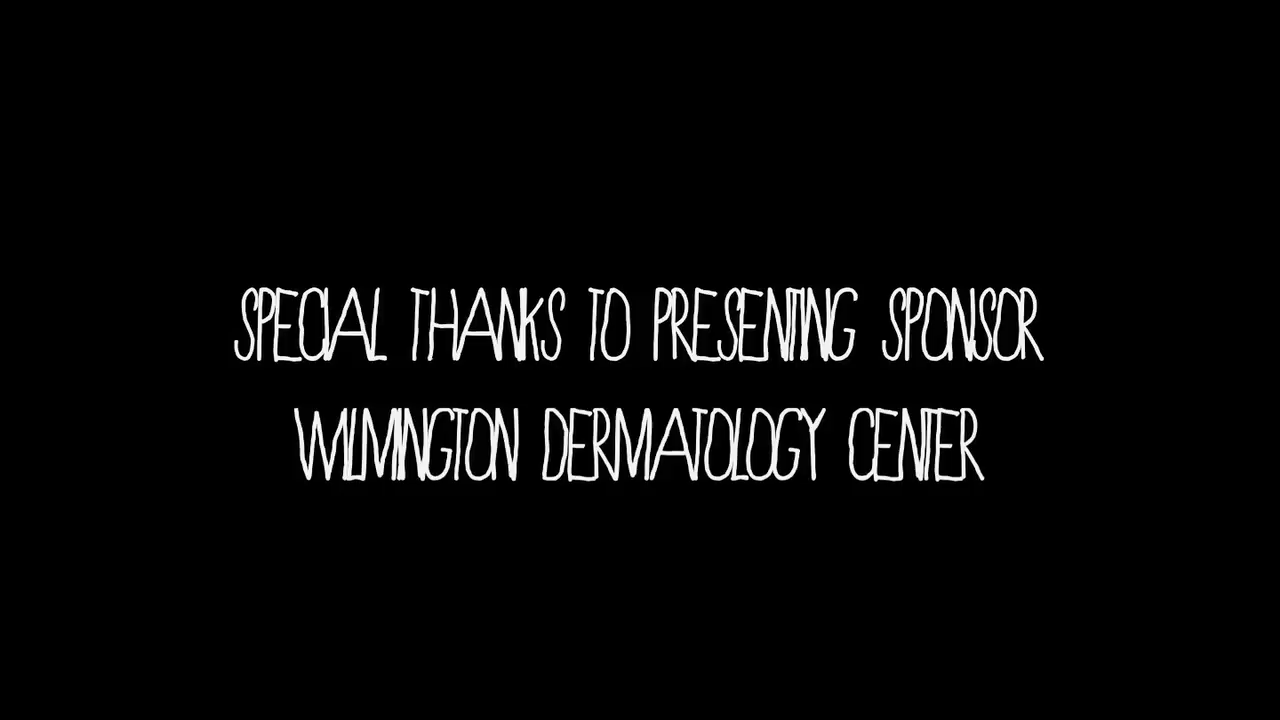 SPECIAL THANKS TO PRESENTING SPONSOR
WILMINGTON DERMATOLOGY CENTER